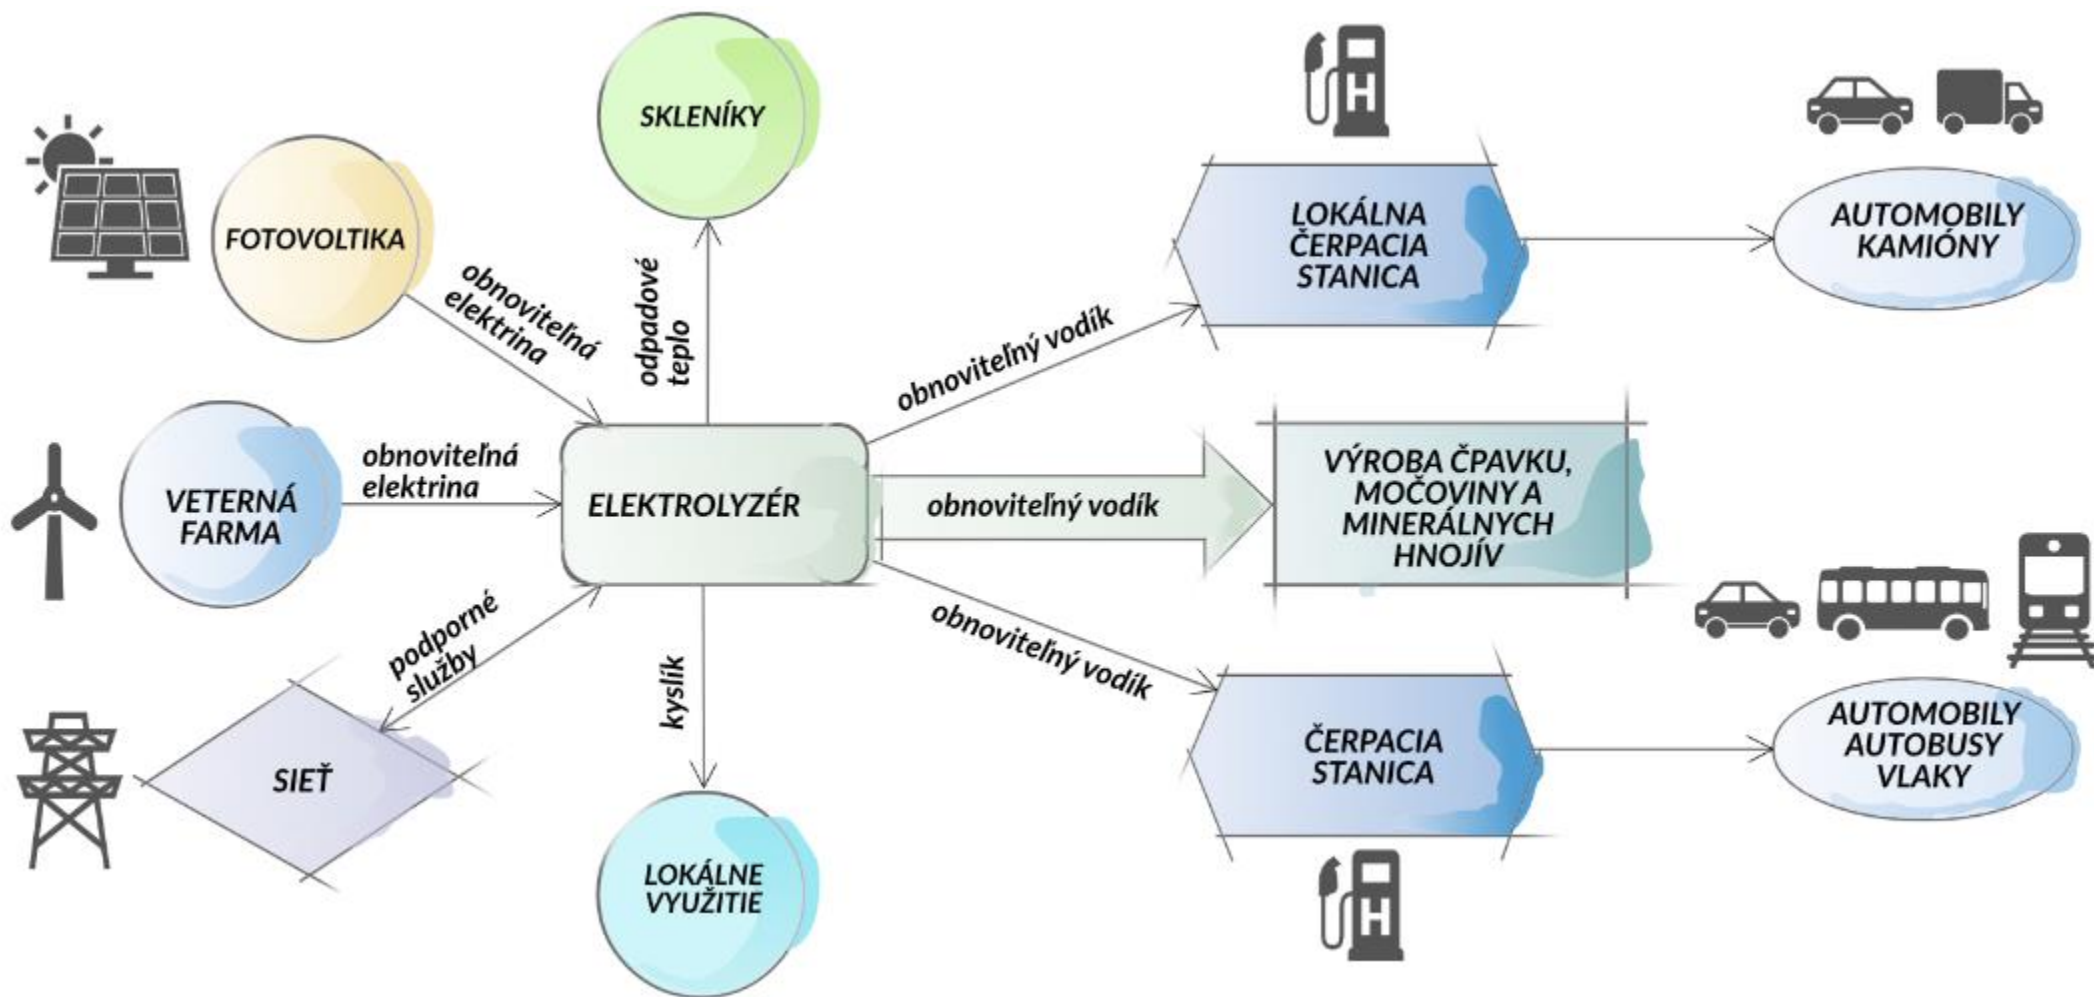 SKLENÍKY
H
LOKÁLNA
ČERPACIA
STANICA
AUTOMOBILY
KAMIÓNY
FOTOVOLTIKA
obnoviteľná
elektrina
odpadové
teplo
obnoviteľný vodík
VETERNÁ
FARMA
obnoviteľná
elektrina
ELEKTROLYZÉR
obnoviteľný vodík
VÝROBA ČPAVKU,
MOČOVINY A
MINERÁLNYCH
HNOJÍV
podporné
služby
kyslík
obnoviteľný vodík
SIEŤ
ČERPACIA
STANICA
AUTOMOBILY
AUTOBUSY
VLAKY
LOKÁLNE
VYUŽITIE
H